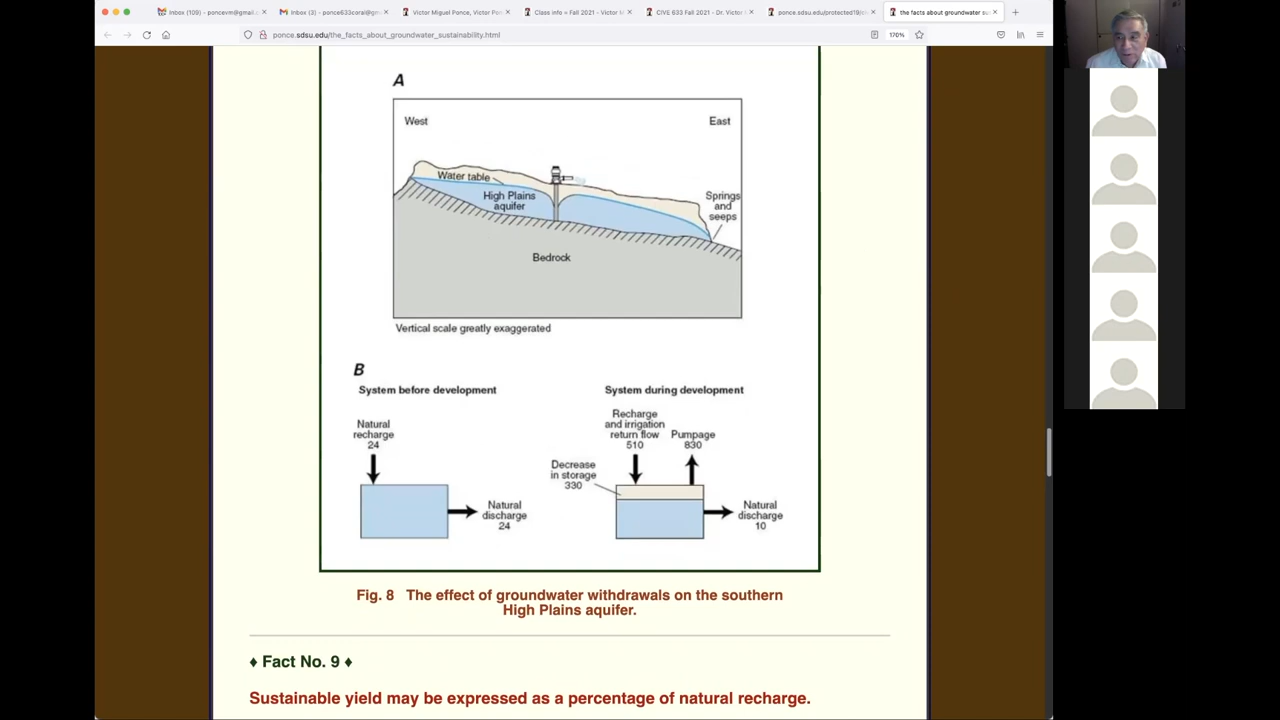 Inbox (109) - poncevm@gmail.c
Inbox (3) - ponce633coral@gm
Victor Miguel Ponce, Victor Pon
Class info = Fall 2021 - Victor M
CIVE 633 Fall 2021 - Dr. Victor
ponce.sdsu.edu/protected19/
the facts about groundwater su
ponce.sdsu.edu/the_facts_about_groundwater_sustainability.html
170%
A
West
East
Water table
High Plains
aquifer
Springs
and
seeps
Bedrock
Vertical scale greatly exaggerated
B
System before development
Natural
recharge
24
Natural
discharge
24
System during development
Recharge
and irrigation
return flow
510
Pumpage
830
Decrease
in storage
330
Natural
discharge
10
Fig. 8 The effect of groundwater withdrawals on the southern
High Plains aquifer.
♦ Fact No. 9 ♦
Sustainable yield may be expressed as a percentage of natural recharge.